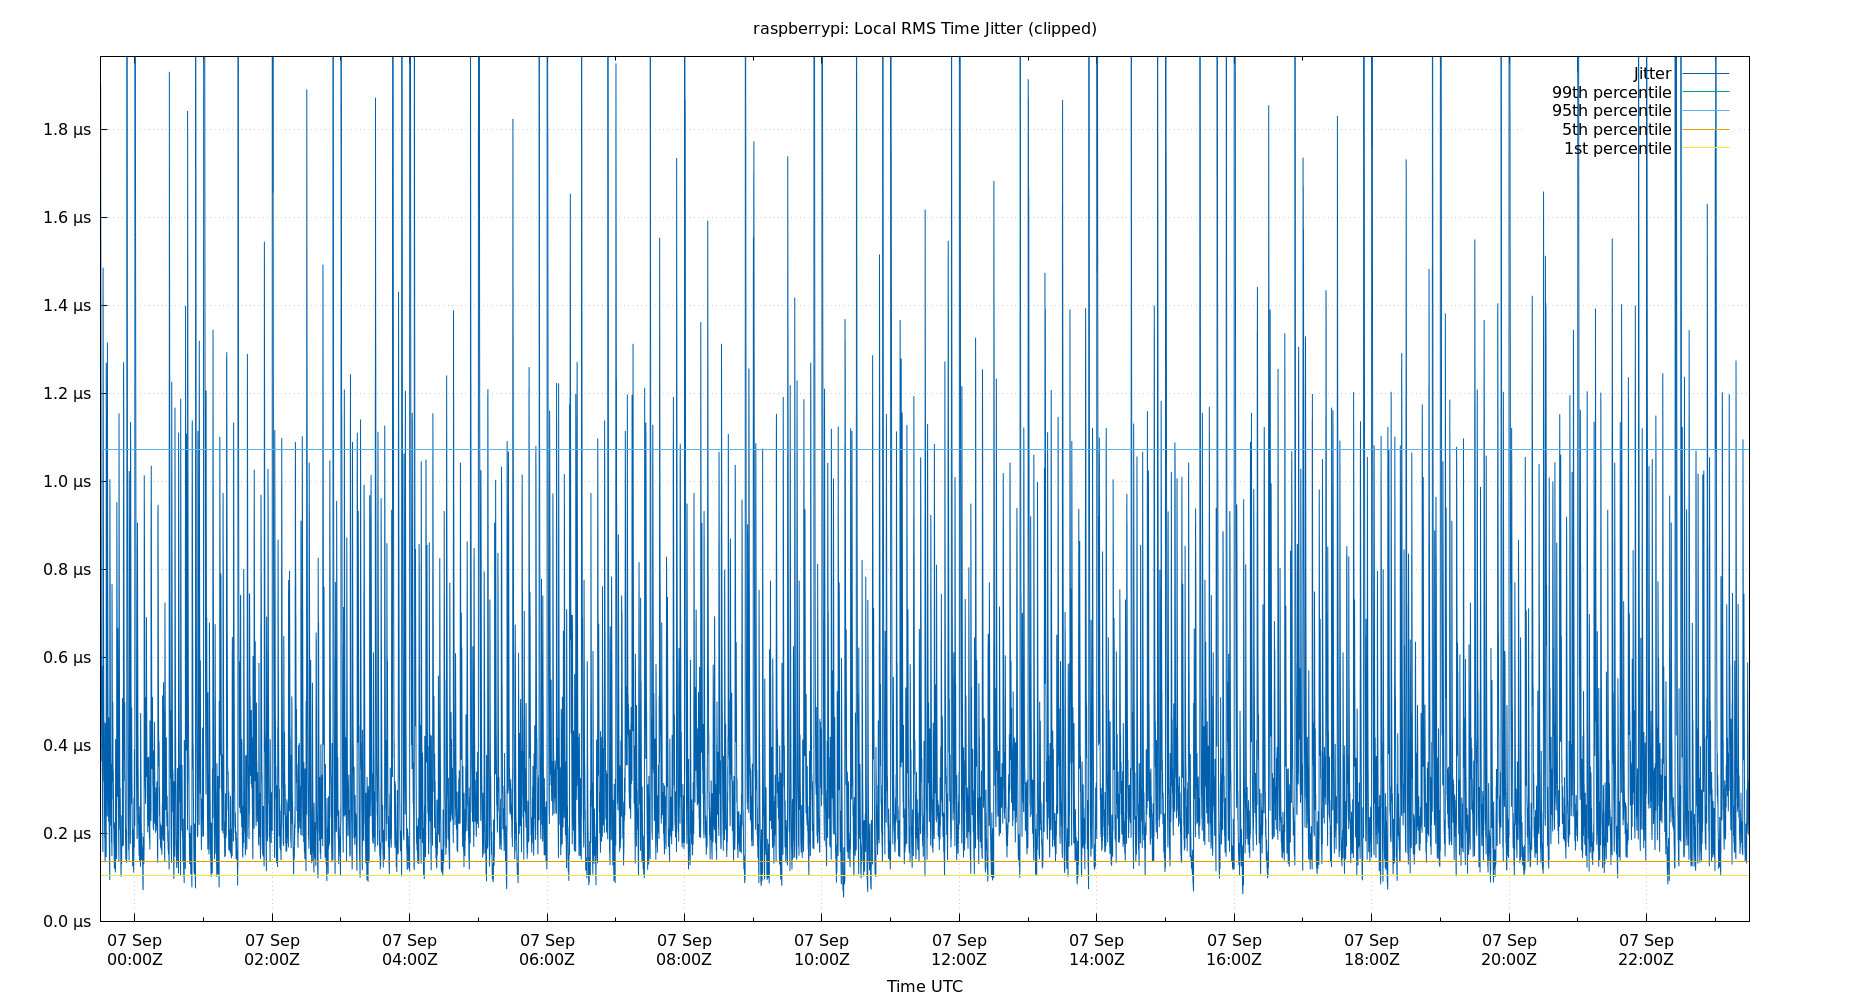 raspberrypi: Local RMS Time Jitter (clipped)
Jitter
99th percentile
95th percentile
5th percentile
1st percentile
1.8 µs
1.6 µs
1.4 µs
1.2 µs
1.0 µs
0.8 µs
0.6 µs
0.4 µs
0.2 µs
0.0 µs
07 Sep 07 Sep 07 Sep 07 Sep 07 Sep 07 Sep 07 Sep 07 Sep 07 Sep 07 Sep 07 Sep 07 Sep
00:00Z 02:00Z 04:00Z 06:00Z 08:00Z 10:00Z 12:00Z 14:00Z 16:00Z 18:00Z 20:00Z 22:00Z
Time UTC